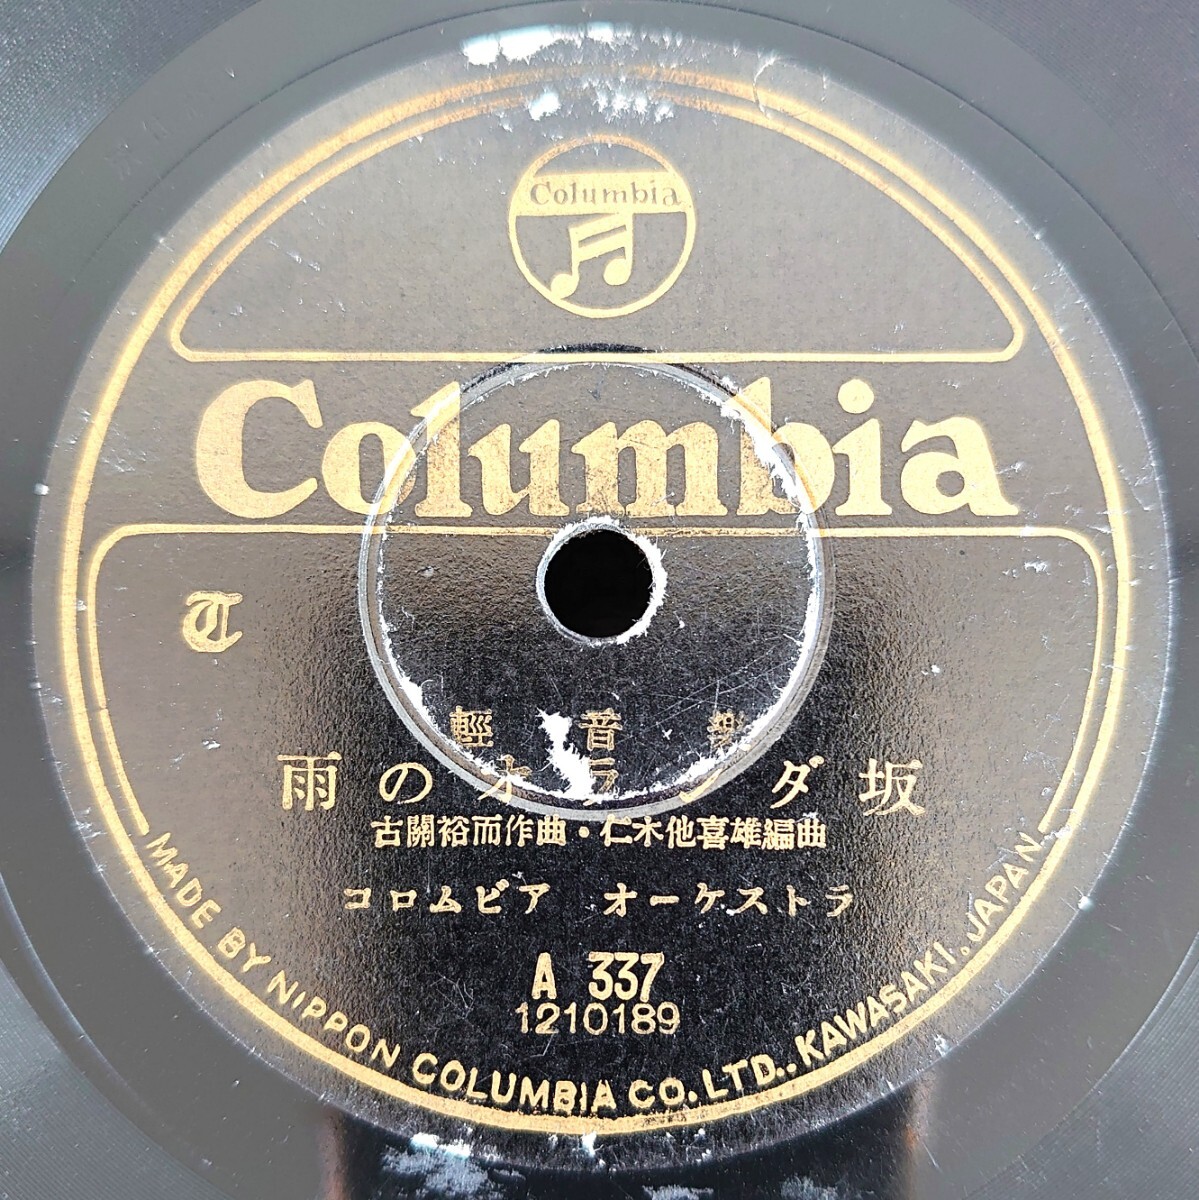 Columbia
Columbia
T
輕音樂
雨のオランダ坂
古關裕而作曲・仁木他喜雄編曲
コロムビア オーケストラ
A 337
1210189
MADE BY NIPPON COLUMBIA CO. LTD., KAWASAKI, JAPAN